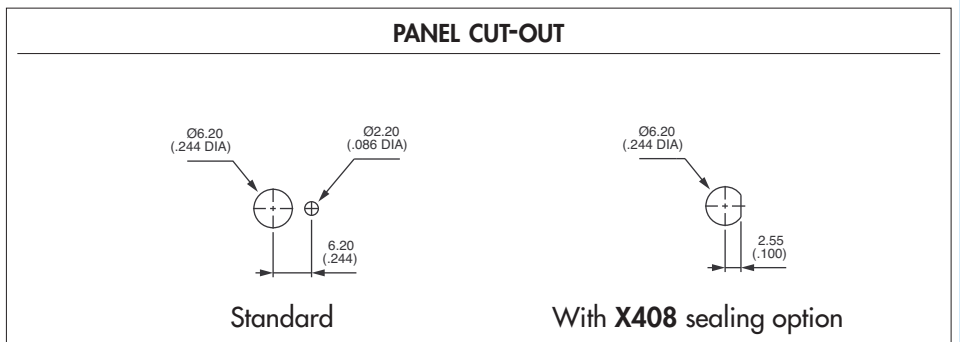 PANEL CUT-OUT
Ø6.20
(.244 DIA)
Ø2.20
(.086 DIA)
6.20
(.244)
Standard
Ø6.20
(.244 DIA)
2.55
(.100)
With X408 sealing option